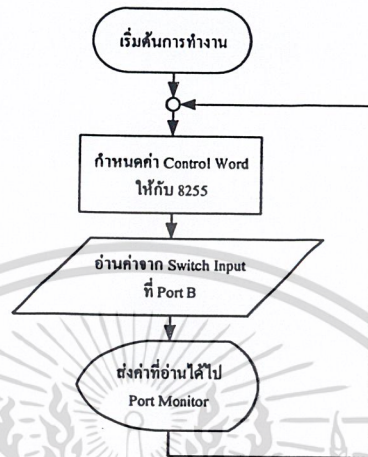 เริ่มต้นการทำงาน
กำหนดค่า Control Word
ให้กับ 8255
อ่านค่าจาก Switch Input
ที่ Port B
ส่งค่าที่อ่านได้ไป
Port Monitor